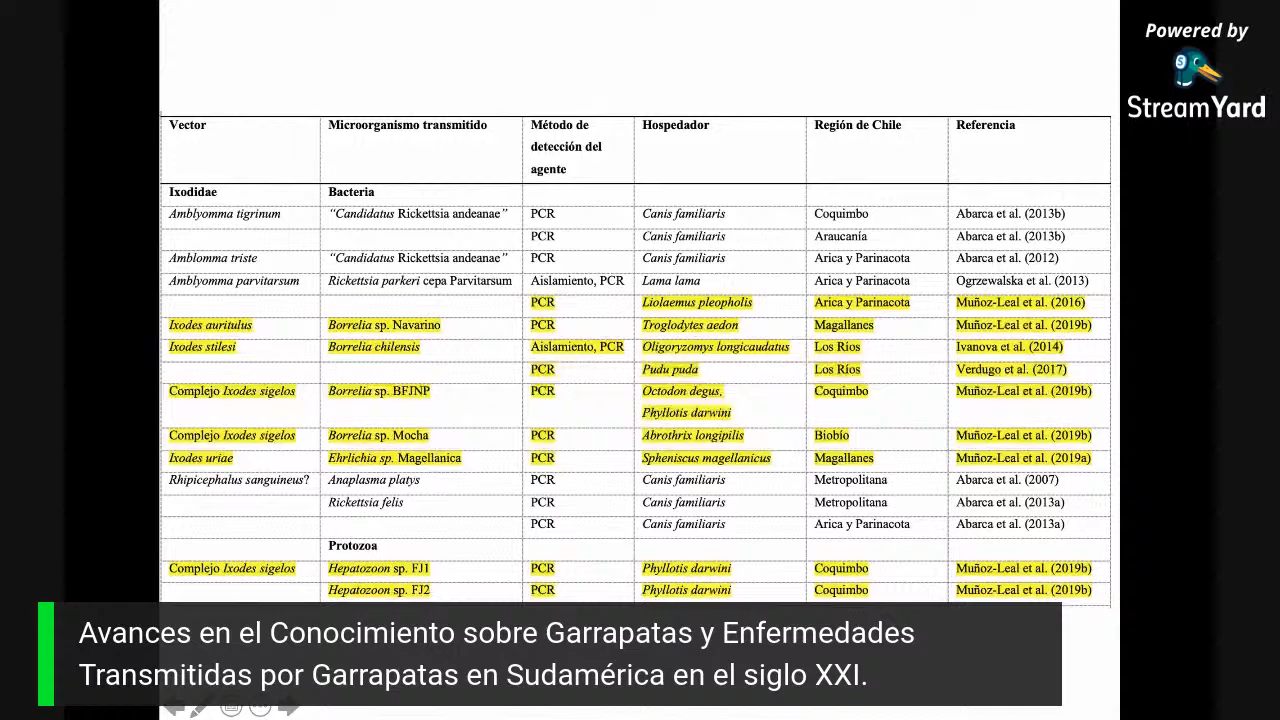 Powered by
StreamYard
Vector Microorganismo transmitido Método de detección del agente Hospedador Región de Chile Referencia
Ixodidae Bacteria
Amblyomma tigrinum "Candidatus Rickettsia andeanae" PCR Canis familiaris Coquimbo Abarca et al. (2013b)
PCR Canis familiaris Araucanía Abarca et al. (2013b)
Amblomma triste "Candidatus Rickettsia andeanae" PCR Canis familiaris Arica y Parinacota Abarca et al. (2012)
Amblyomma parvitarsum Rickettsia parkeri cepa Parvitarsum Aislamiento, PCR Lama lama Arica y Parinacota Ogrzewalska et al. (2013)
PCR Liolaemus pleopholis Arica y Parinacota Muñoz-Leal et al. (2016)
Ixodes auritulus Borrelia sp. Navarino PCR Troglodytes aedon Magallanes Muñoz-Leal et al. (2019b)
Ixodes stilesi Borrelia chilensis Aislamiento, PCR Oligoryzomys longicaudatus Los Ríos Ivanova et al. (2014)
PCR Pudu puda Los Ríos Verdugo et al. (2017)
Complejo Ixodes sigelos Borrelia sp. BFJNP PCR Octodon degus, Phyllotis darwini Coquimbo Muñoz-Leal et al. (2019b)
Complejo Ixodes sigelos Borrelia sp. Mocha PCR Abrothrix longipilis Biobío Muñoz-Leal et al. (2019b)
Ixodes uriae Ehrlichia sp. Magellanica PCR Spheniscus magellanicus Magallanes Muñoz-Leal et al. (2019a)
Rhipicephalus sanguineus? Anaplasma platys PCR Canis familiaris Metropolitana Abarca et al. (2007)
Rickettsia felis PCR Canis familiaris Metropolitana Abarca et al. (2013a)
PCR Canis familiaris Arica y Parinacota Abarca et al. (2013a)
Protozoa
Complejo Ixodes sigelos Hepatozoon sp. FJ1 PCR Phyllotis darwini Coquimbo Muñoz-Leal et al. (2019b)
Hepatozoon sp. FJ2 PCR Phyllotis darwini Coquimbo Muñoz-Leal et al. (2019b)
Avances en el Conocimiento sobre Garrapatas y Enfermedades
Transmitidas por Garrapatas en Sudamérica en el siglo XXI.